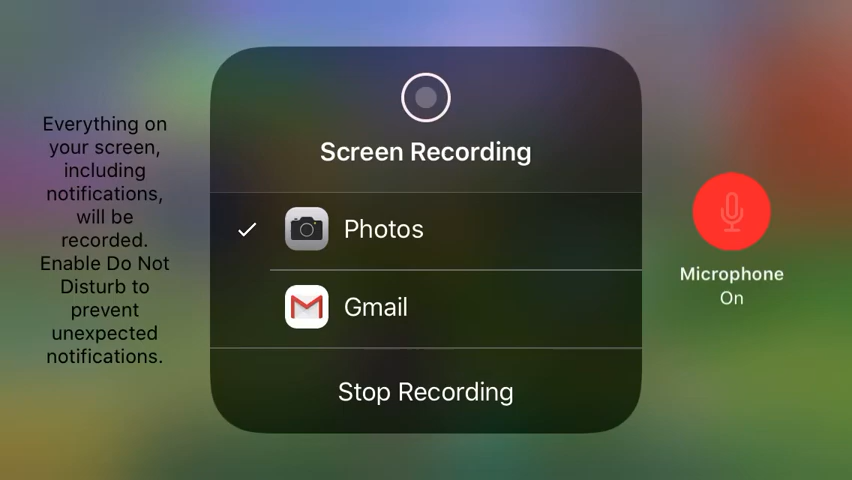 Everything on
your screen,
including
notifications,
will be
recorded.
Enable Do Not
Disturb to
prevent
unexpected
notifications.
Screen Recording
Photos
Gmail
Stop Recording
Microphone
On